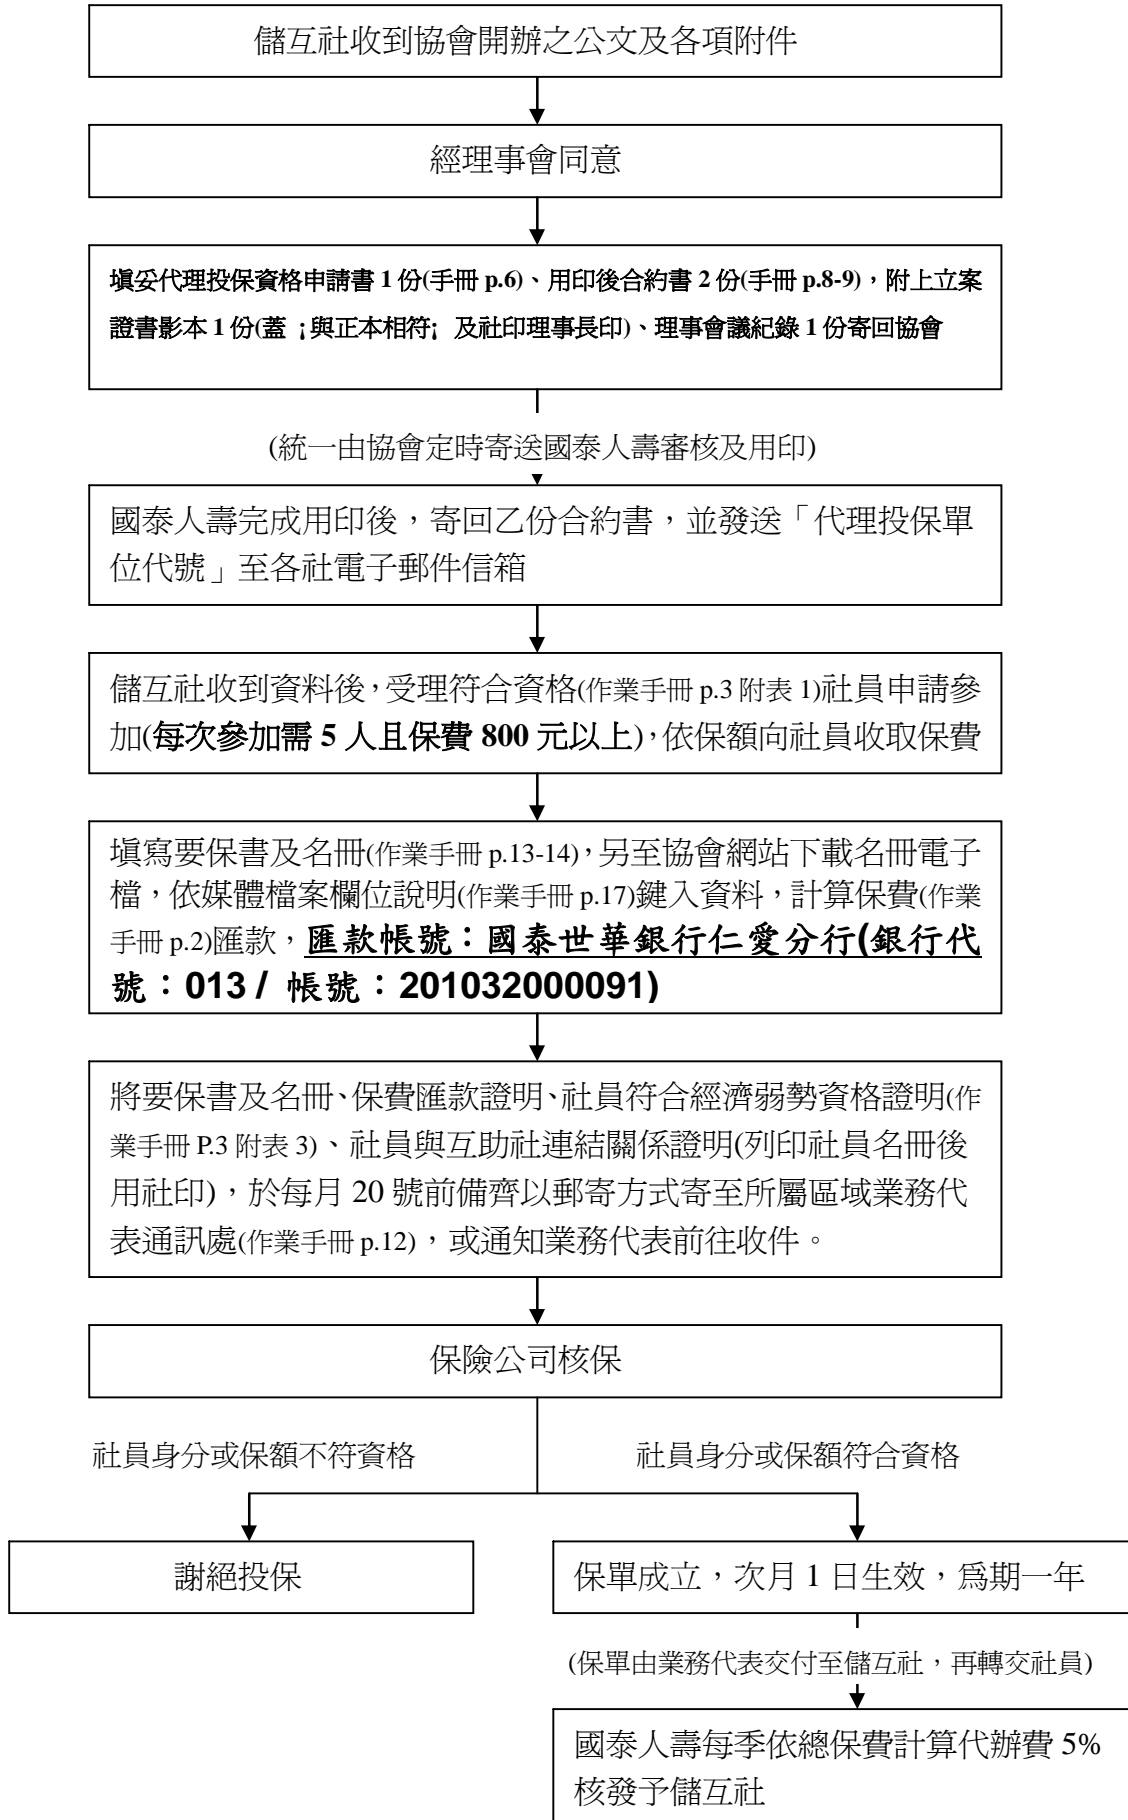 儲互社收到協會開辦之公文及各項附件
經理事會同意
填妥代理投保資格申請書 1 份(手冊 p.6)、用印後合約書 2 份(手冊 p.8-9)，附上立案
證書影本 1 份(蓋 ¡與正本相符¡ 及社印理事長印)、理事會議紀錄 1 份寄回協會
(統一由協會定時寄送國泰人壽審核及用印)
國泰人壽完成用印後，寄回乙份合約書，並發送「代理投保單
位代號」至各社電子郵件信箱
儲互社收到資料後，受理符合資格(作業手冊 p.3 附表 1)社員申請參
加(每次參加需 5 人且保費 800 元以上)，依保額向社員收取保費
填寫要保書及名冊(作業手冊 p.13-14)，另至協會網站下載名冊電子
檔，依媒體檔案欄位說明(作業手冊 p.17)鍵入資料，計算保費(作業
手冊 p.2)匯款，匯款帳號：國泰世華銀行仁愛分行(銀行代
號：013 / 帳號：201032000091)
將要保書及名冊、保費匯款證明、社員符合經濟弱勢資格證明(作
業手冊 P.3 附表 3)、社員與互助社連結關係證明(列印社員名冊後
用社印)，於每月 20 號前備齊以郵寄方式寄至所屬區域業務代
表通訊處(作業手冊 p.12)，或通知業務代表前往收件。
保險公司核保
社員身分或保額不符資格
社員身分或保額符合資格
謝絕投保
保單成立，次月 1 日生效，為期一年
(保單由業務代表交付至儲互社，再轉交社員)
國泰人壽每季依總保費計算代辦費 5%
核發予儲互社